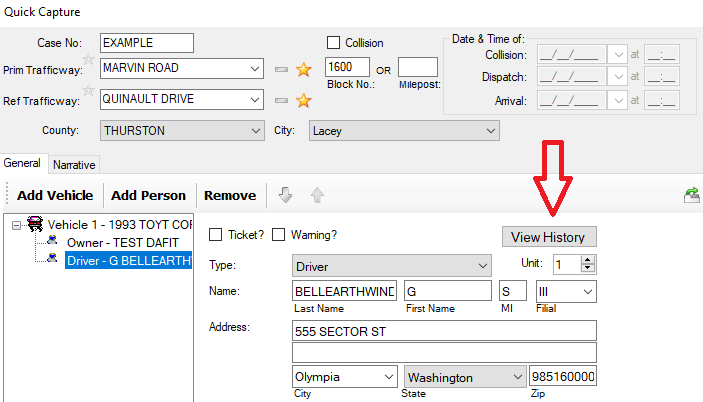 Quick Capture
Case No: EXAMPLE Collision Date & Time of:
Prim Trafficway: MARVIN ROAD 1600 OR Collision: __/__/____ at __:__
Block No.: Milepost: Dispatch: __/__/____ at __:__
Ref Trafficway: QUINAULT DRIVE Arrival: __/__/____ at __:__
County: THURSTON City: Lacey
General Narrative
Add Vehicle Add Person Remove
Vehicle 1 - 1993 TOYT COR
Owner - TEST DAFIT
Driver - G BELLEARTHW
Ticket? Warning? View History
Type: Driver Unit: 1
Name: BELLEARTHWIND G S III
Last Name First Name MI Filial
Address: 555 SECTOR ST
Olympia Washington 985160000
City State Zip